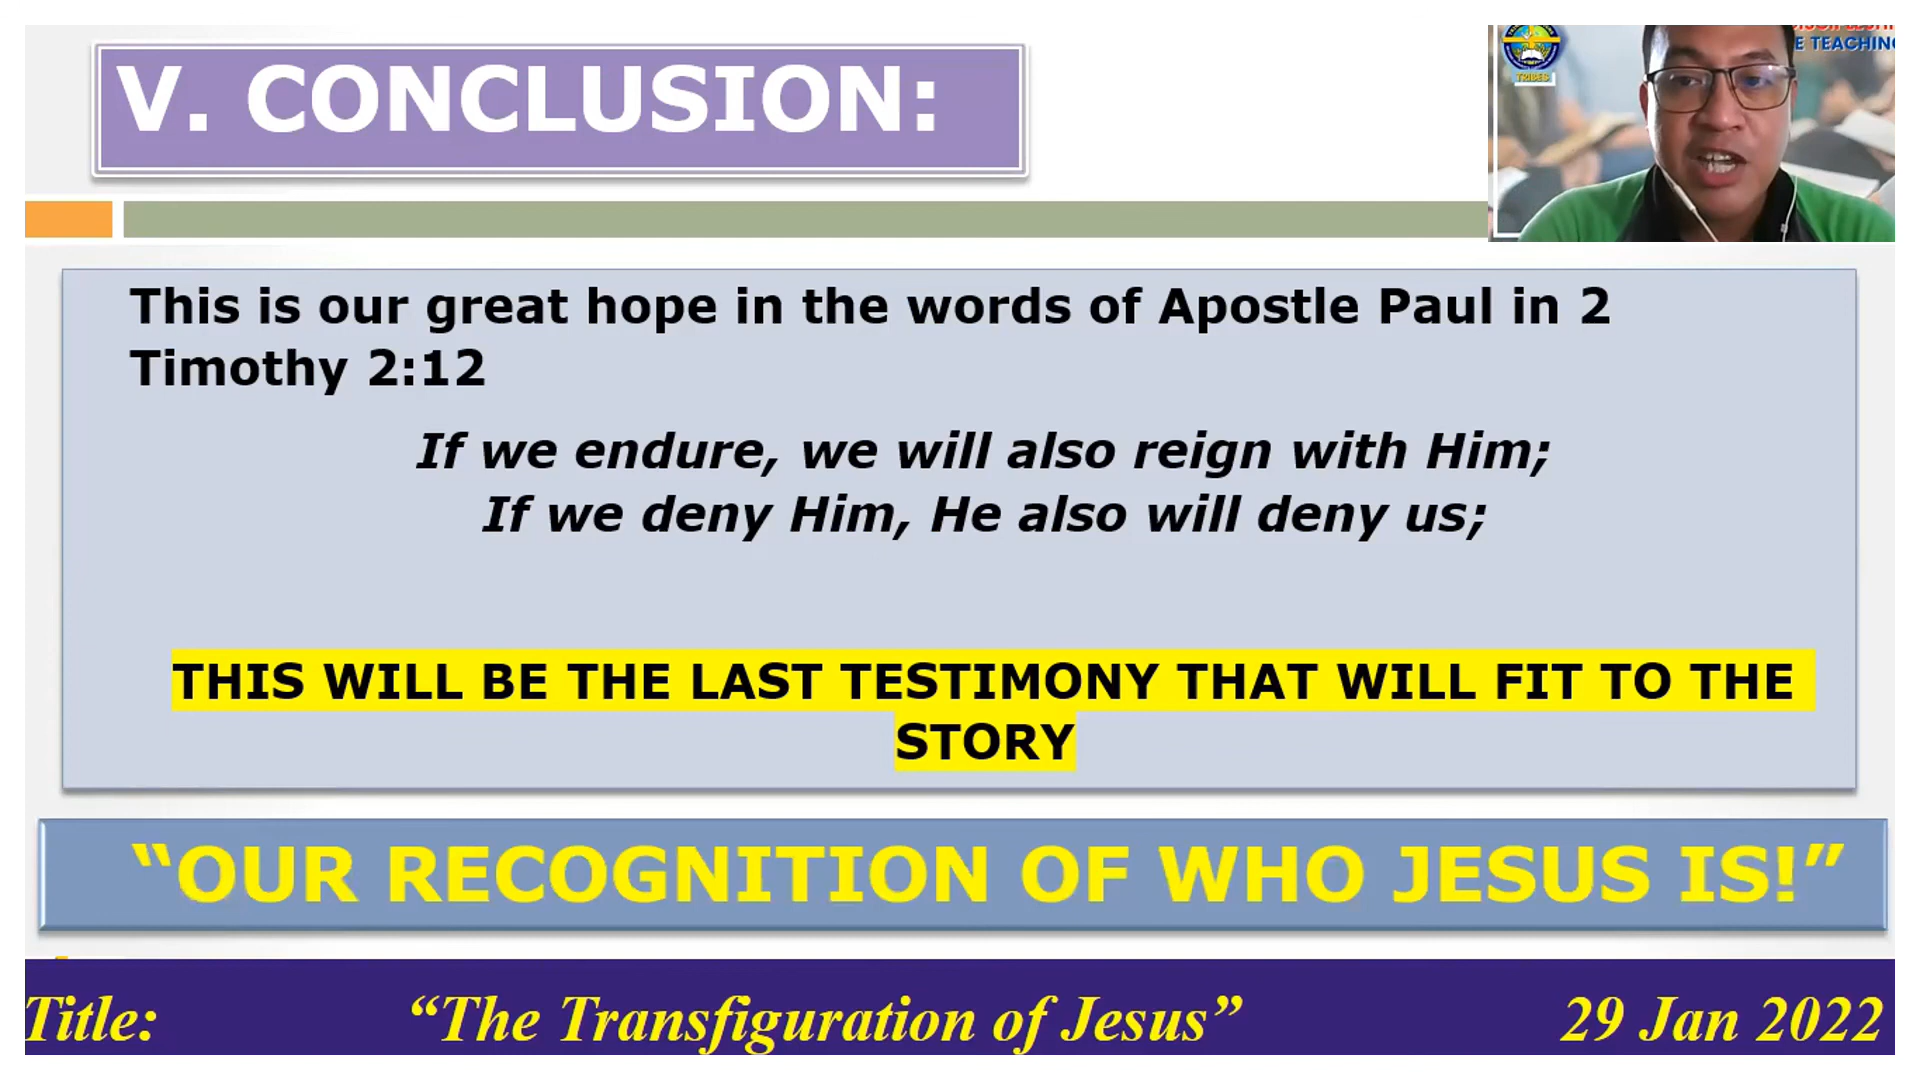 V. CONCLUSION:
E TEACHING
TRIBES
This is our great hope in the words of Apostle Paul in 2
Timothy 2:12
If we endure, we will also reign with Him;
If we deny Him, He also will deny us;
THIS WILL BE THE LAST TESTIMONY THAT WILL FIT TO THE
STORY
“OUR RECOGNITION OF WHO JESUS IS!”
Title: “The Transfiguration of Jesus” 29 Jan 2022